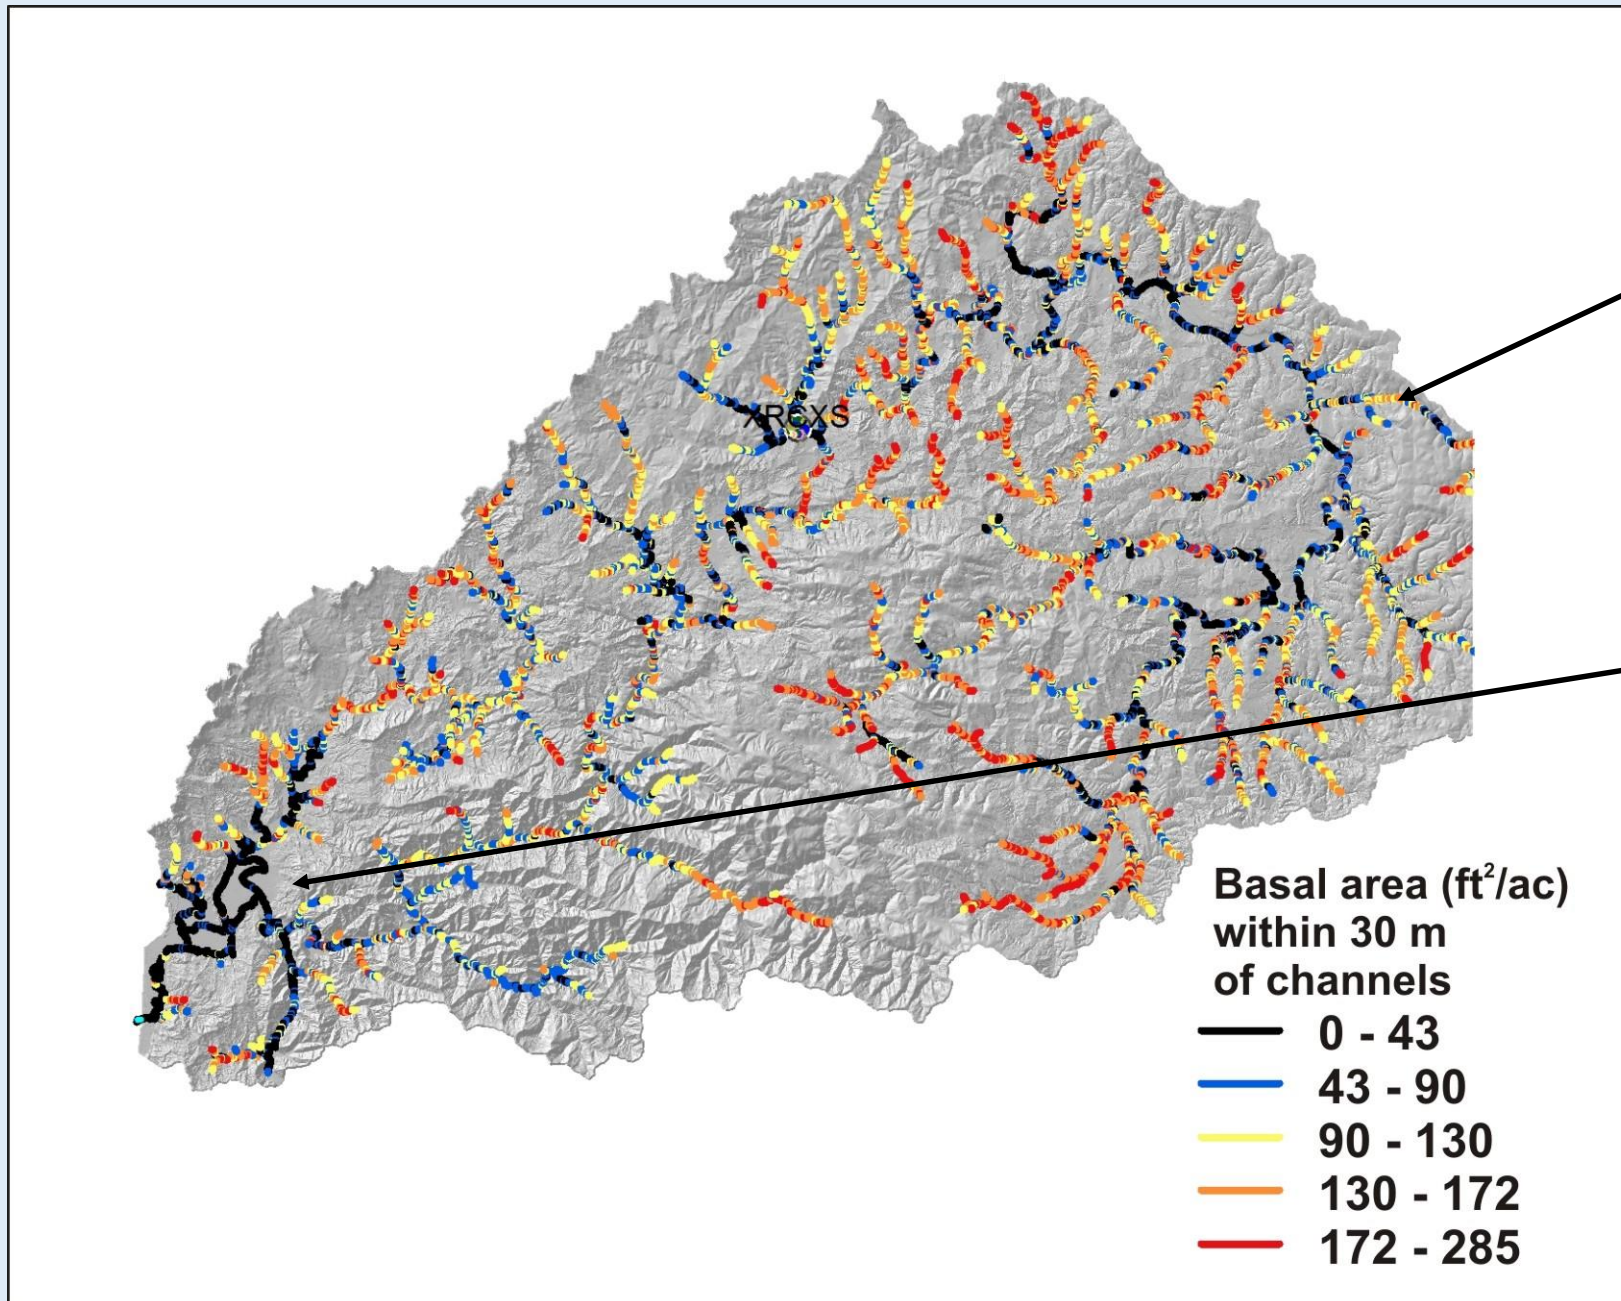 XRCXS
Basal area (ft²/ac)
within 30 m
of channels
0 - 43
43 - 90
90 - 130
130 - 172
172 - 285